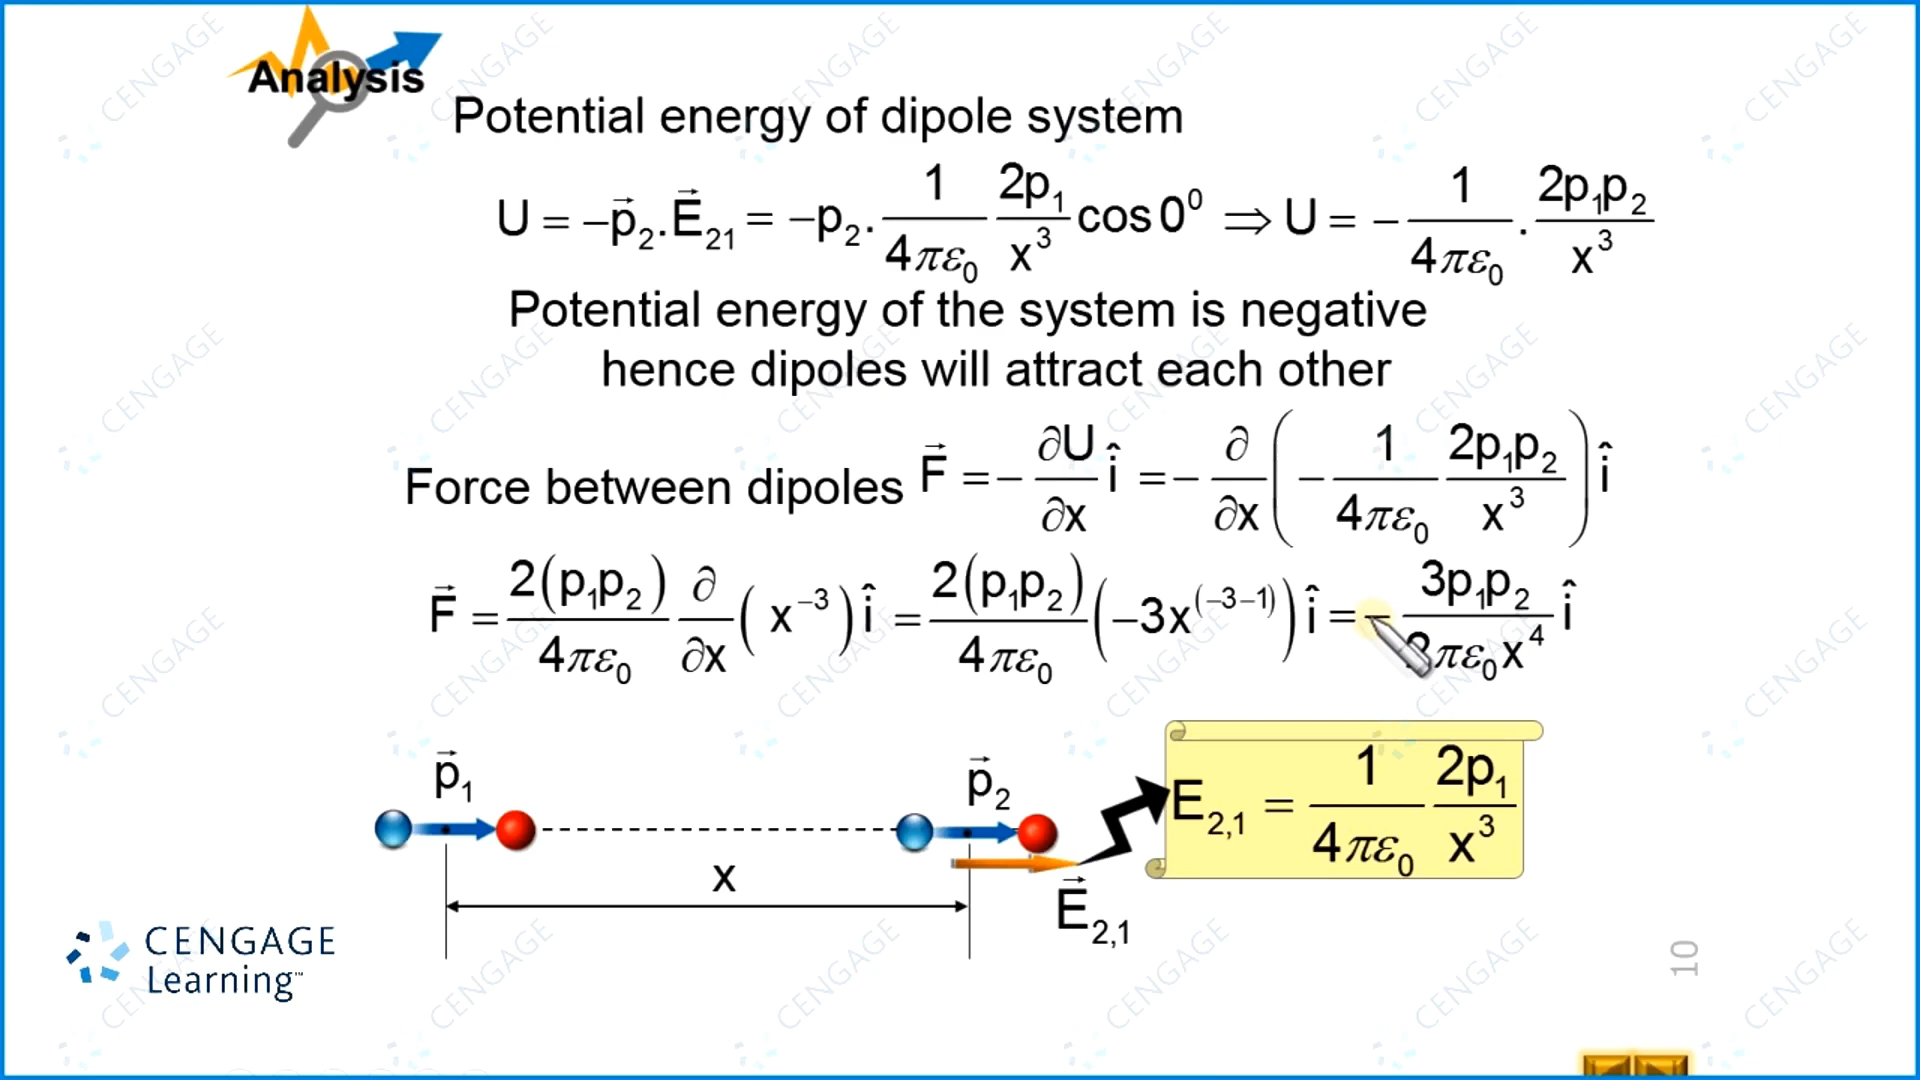 Analysis
Potential energy of dipole system
U = −p⃗₂.E⃗₂₁ = −p₂. 1/4πε₀ 2p₁/x³ cos0⁰ ⇒ U = − 1/4πε₀ . 2p₁p₂/x³
Potential energy of the system is negative
hence dipoles will attract each other
Force between dipoles F⃗ = − ∂U/∂x î = − ∂/∂x ( − 1/4πε₀ 2p₁p₂/x³ ) î
F⃗ = 2(p₁p₂)/4πε₀ ∂/∂x ( x⁻³ ) î = 2(p₁p₂)/4πε₀ ( −3x⁽⁻³⁻¹⁾ ) î = − 3p₁p₂/2πε₀x⁴ î
p⃗₁
p⃗₂
E₂,₁ = 1/4πε₀ 2p₁/x³
x
E⃗₂,₁
CENGAGE
Learning™
10